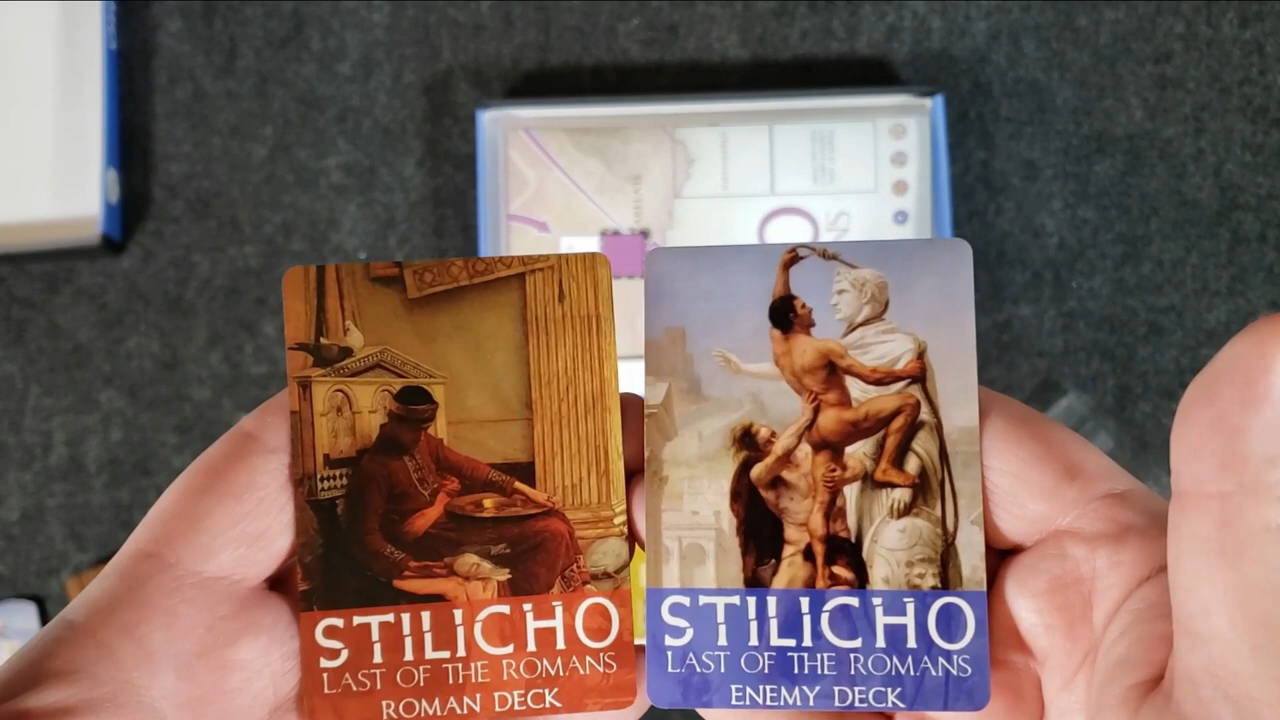 STILICHO
LAST OF THE ROMANS
ROMAN DECK
STILICHO
LAST OF THE ROMANS
ENEMY DECK